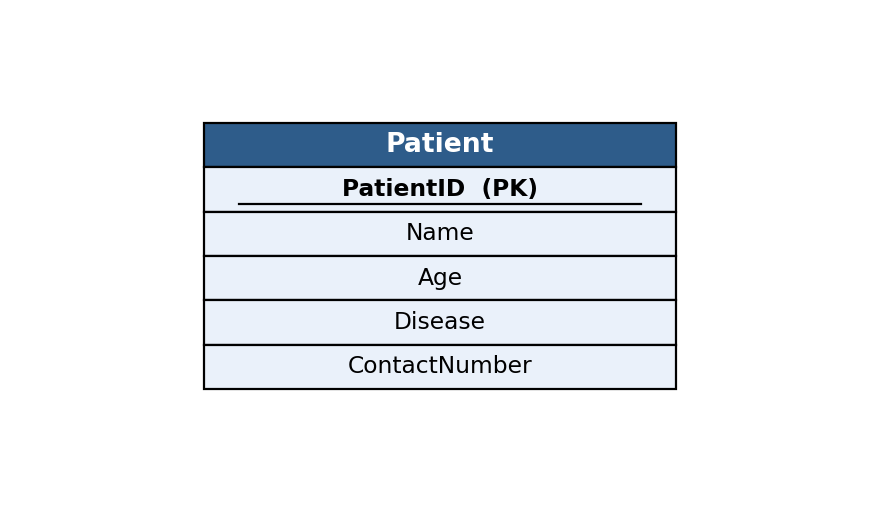 Patient
PatientID  (PK)
Name
Age
Disease
ContactNumber